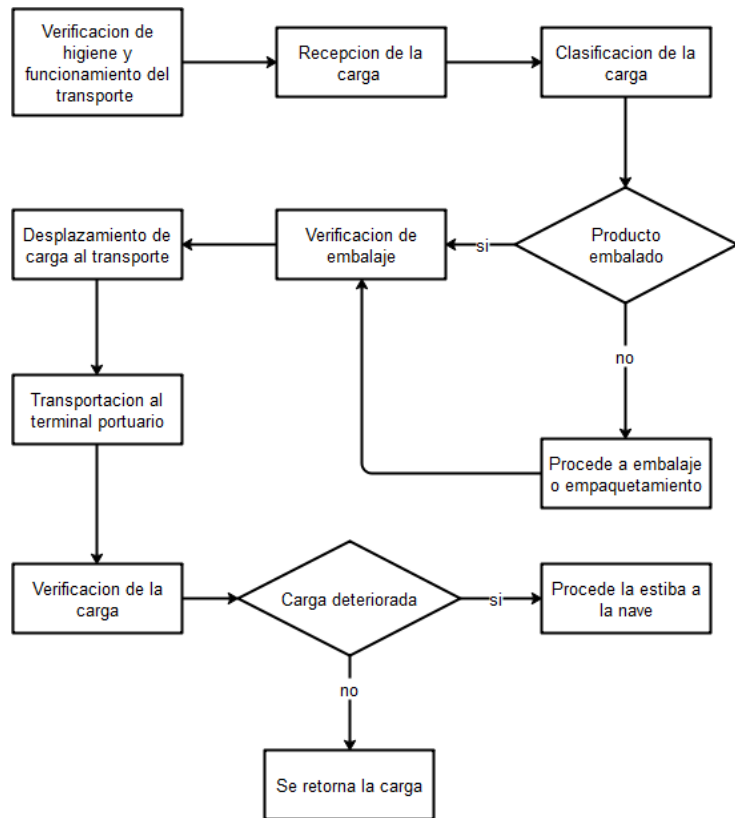 Verificacion de
higiene y
funcionamiento del
transporte
Recepcion de la
carga
Clasificacion de la
carga
Producto
embalado
si
Verificacion de
embalaje
Desplazamiento de
carga al transporte
no
Transportacion al
terminal portuario
Procede a embalaje
o empaquetamiento
Verificacion de la
carga
Carga deteriorada
si
Procede la estiba a
la nave
no
Se retorna la carga